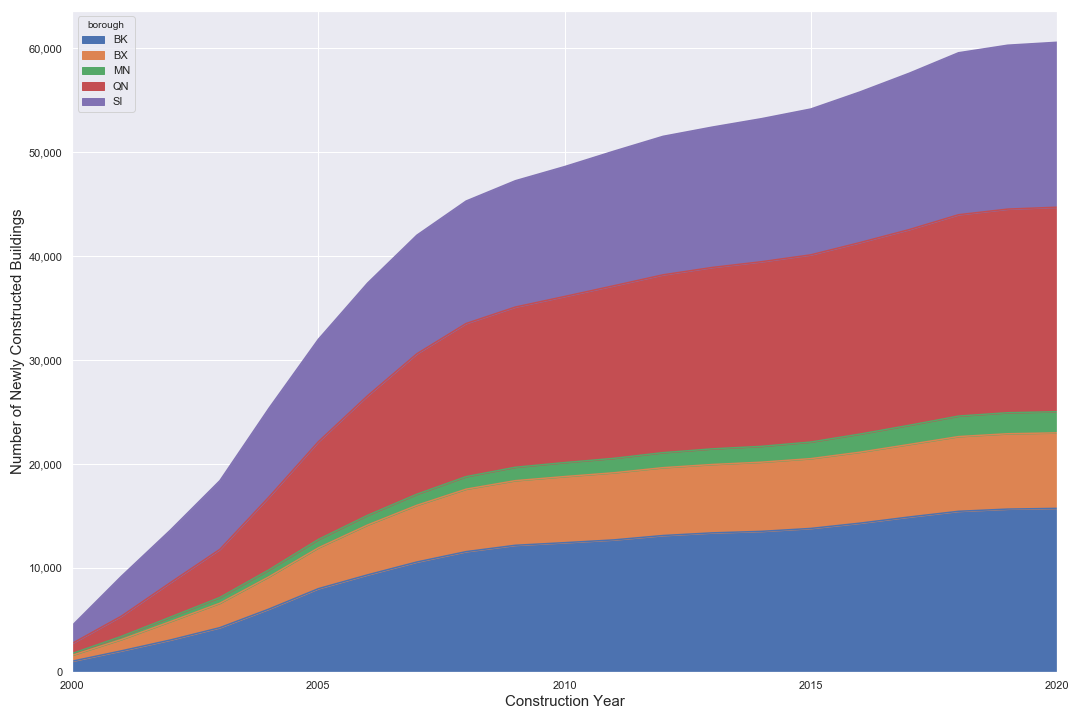 borough
BK
BX
MN
QN
SI
60,000
50,000
40,000
30,000
20,000
10,000
0
Number of Newly Constructed Buildings
2000 2005 2010 2015 2020
Construction Year